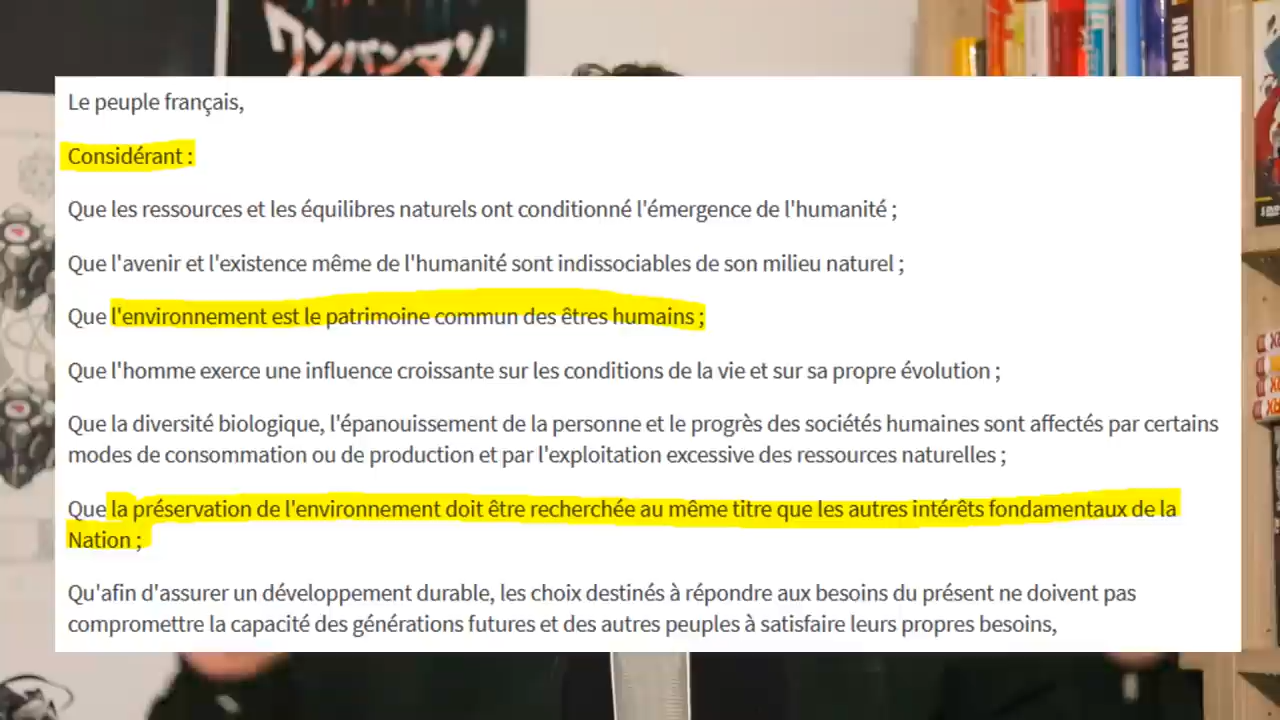 ワンパンマン
MAN
Le peuple français,
Considérant :
Que les ressources et les équilibres naturels ont conditionné l'émergence de l'humanité ;
Que l'avenir et l'existence même de l'humanité sont indissociables de son milieu naturel ;
Que l'environnement est le patrimoine commun des êtres humains ;
Que l'homme exerce une influence croissante sur les conditions de la vie et sur sa propre évolution ;
Que la diversité biologique, l'épanouissement de la personne et le progrès des sociétés humaines sont affectés par certains
modes de consommation ou de production et par l'exploitation excessive des ressources naturelles ;
Que la préservation de l'environnement doit être recherchée au même titre que les autres intérêts fondamentaux de la
Nation ;
Qu'afin d'assurer un développement durable, les choix destinés à répondre aux besoins du présent ne doivent pas
compromettre la capacité des générations futures et des autres peuples à satisfaire leurs propres besoins,